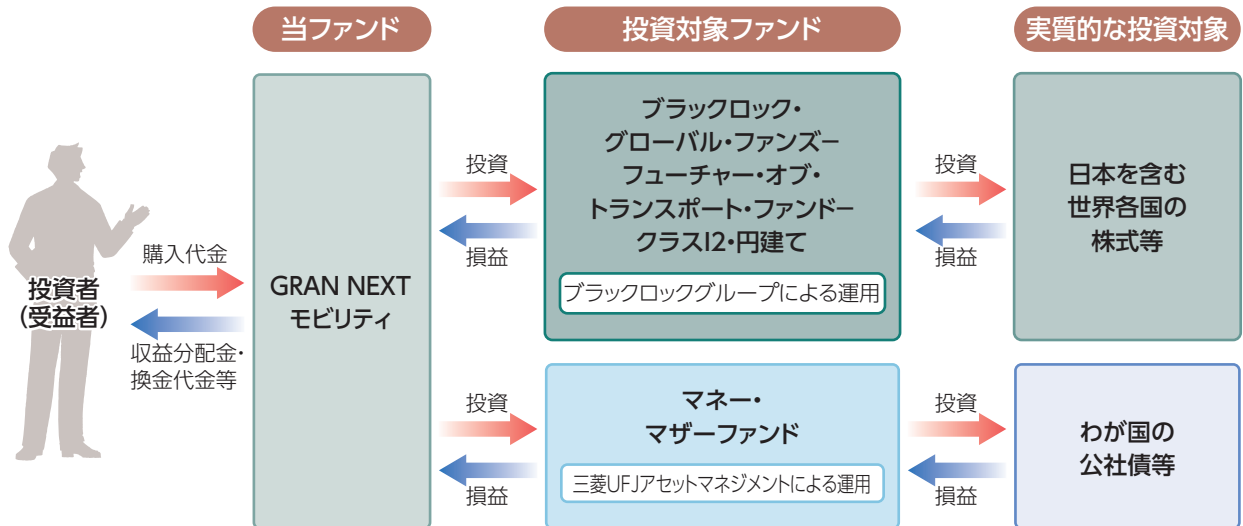 当ファンド
投資対象ファンド
実質的な投資対象
投資者
（受益者）
購入代金
収益分配金・
換金代金等
GRAN NEXT
モビリティ
投資
損益
ブラックロック・
グローバル・ファンズ－
フューチャー・オブ・
トランスポート・ファンド－
クラスI2・円建て
ブラックロックグループによる運用
投資
損益
日本を含む
世界各国の
株式等
投資
損益
マネー・
マザーファンド
三菱UFJアセットマネジメントによる運用
投資
損益
わが国の
公社債等